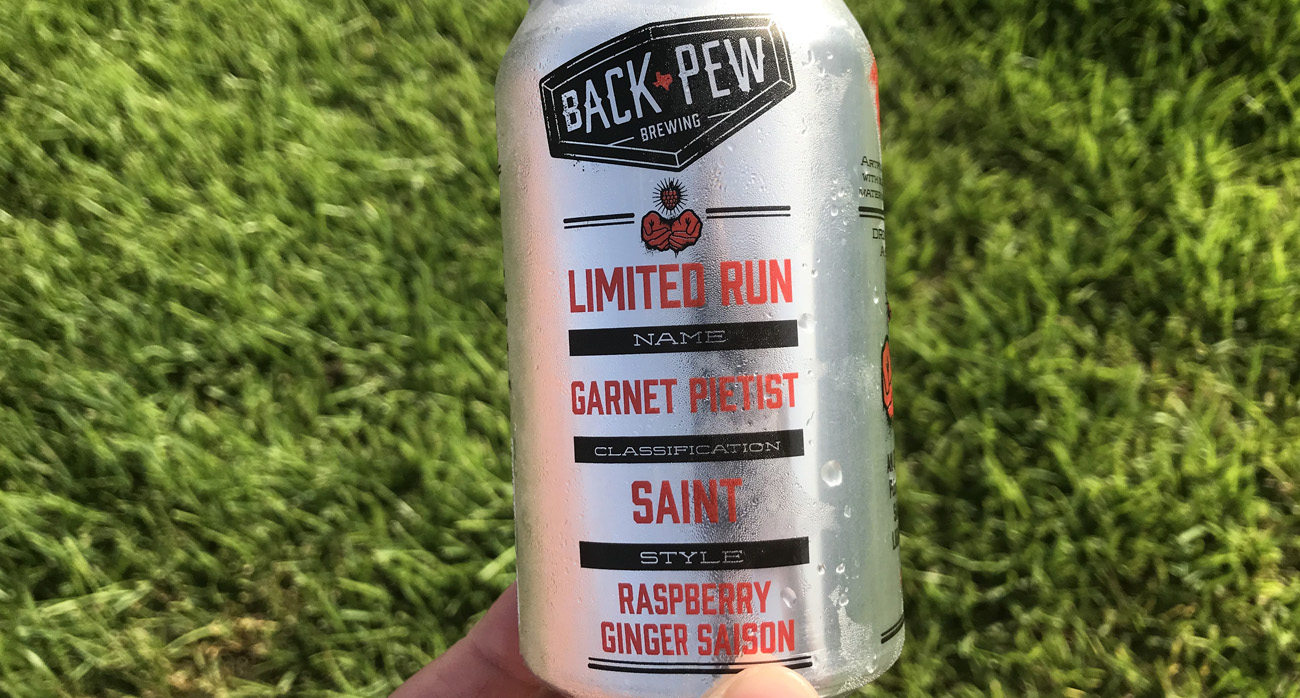 BACK PEW
BREWING
LIMITED RUN
NAME
GARNET PIETIST
CLASSIFICATION
SAINT
STYLE
RASPBERRY
GINGER SAISON